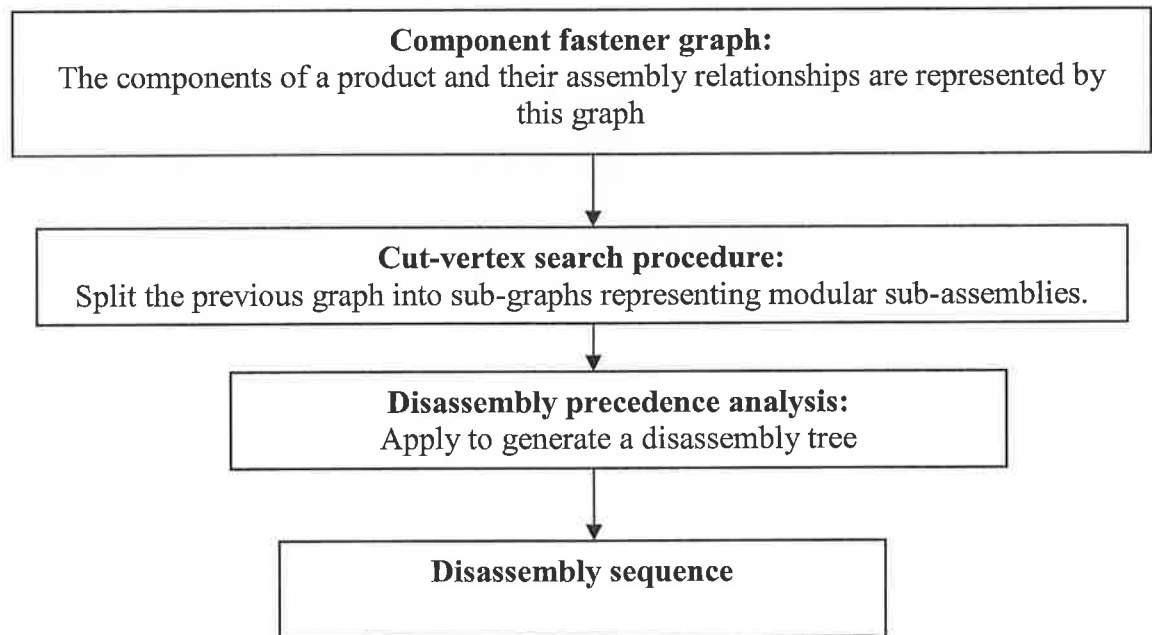 Component fastener graph:
The components of a product and their assembly relationships are represented by
this graph
Cut-vertex search procedure:
Split the previous graph into sub-graphs representing modular sub-assemblies.
Disassembly precedence analysis:
Apply to generate a disassembly tree
Disassembly sequence